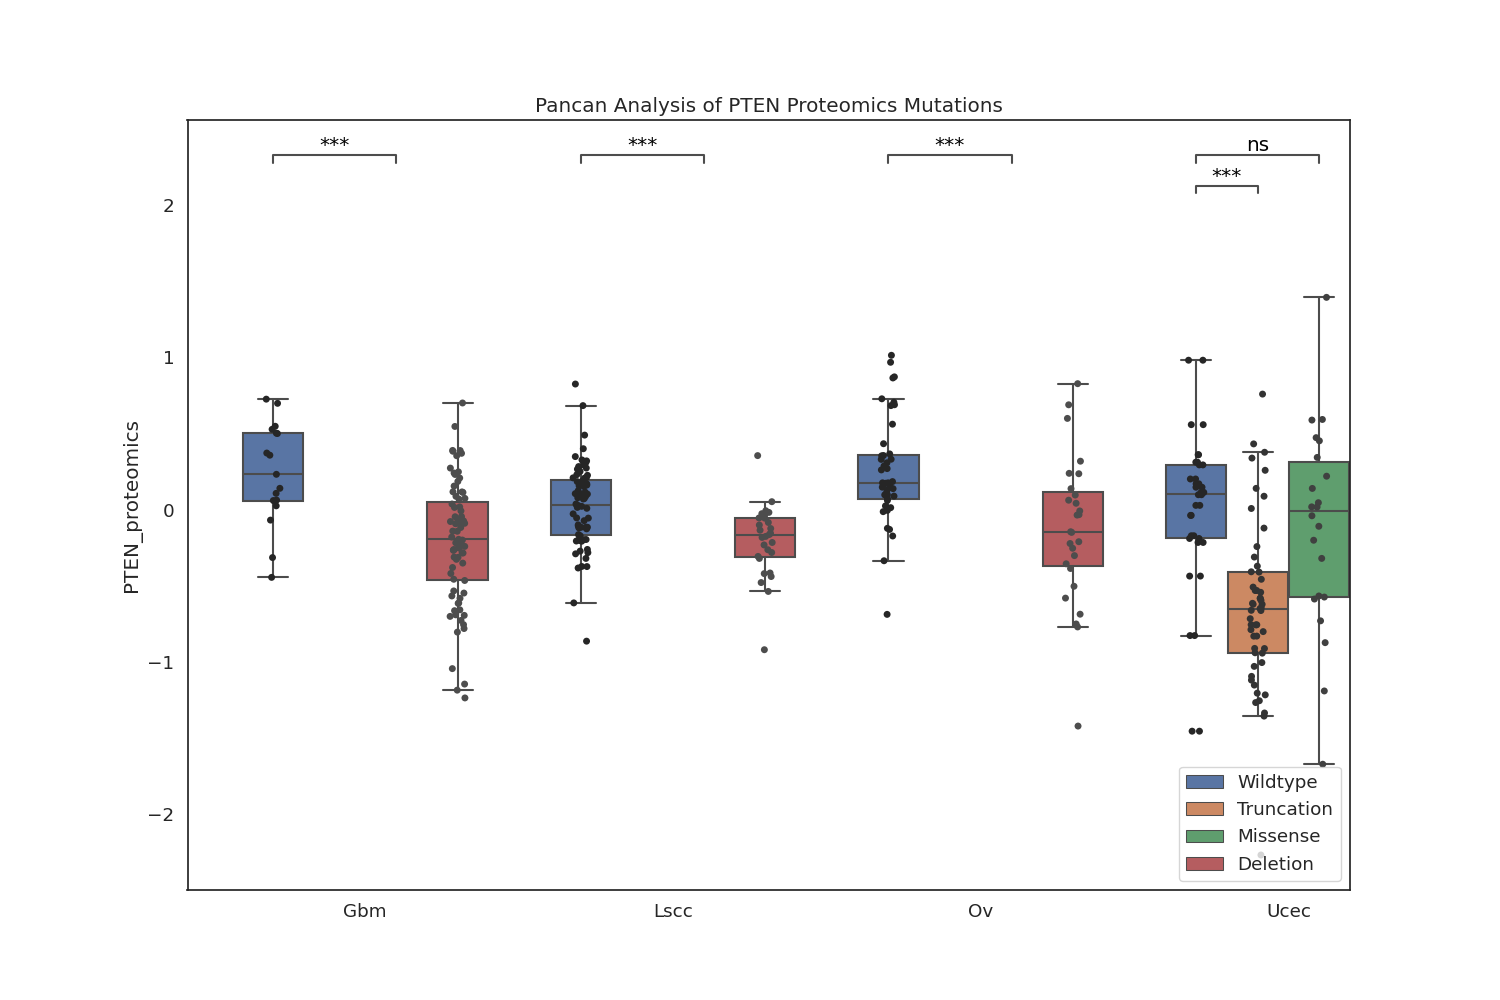 Pancan Analysis of PTEN Proteomics Mutations
***
***
***
ns
***
PTEN_proteomics
2
1
0
−1
−2
Wildtype
Truncation
Missense
Deletion
Gbm
Lscc
Ov
Ucec